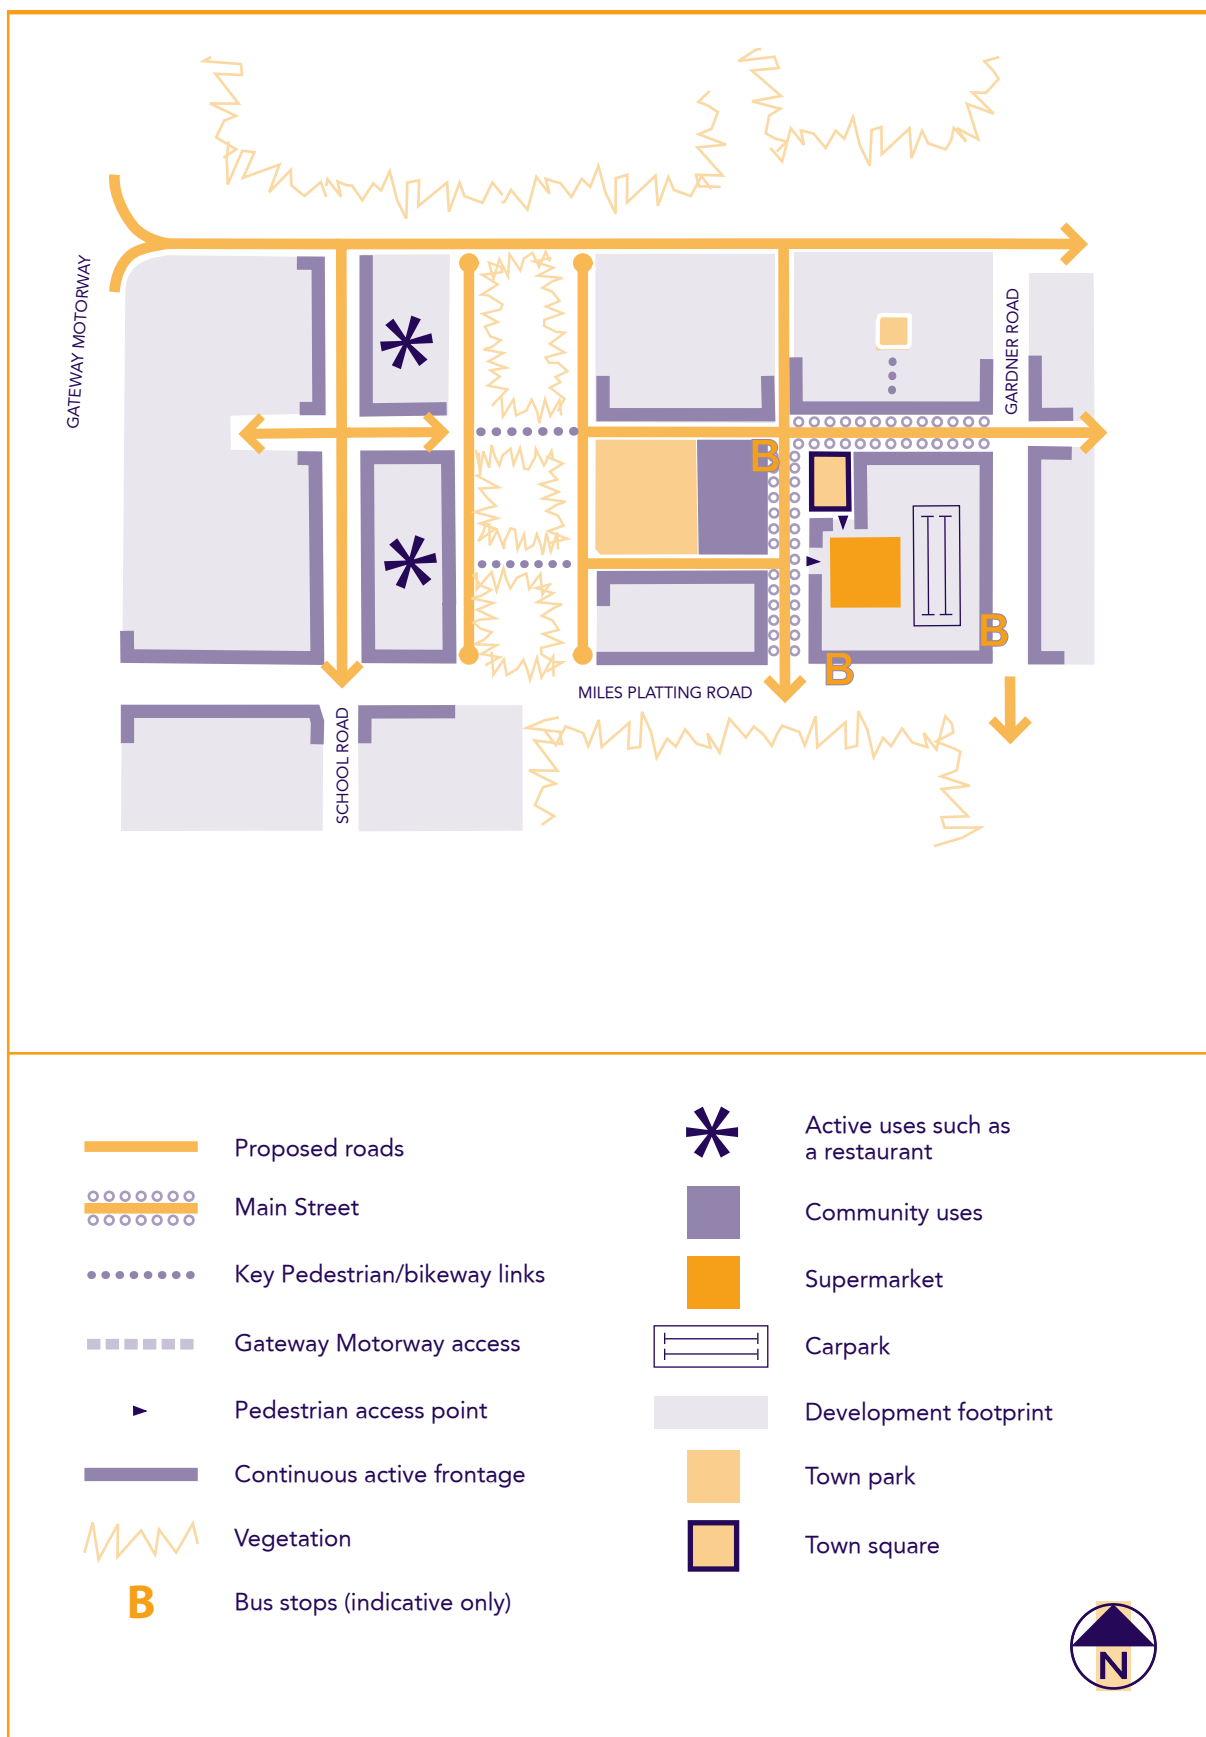 GATEWAY MOTORWAY
GARDNER ROAD
B
B
B
MILES PLATTING ROAD
SCHOOL ROAD
Proposed roads
Main Street
Key Pedestrian/bikeway links
Gateway Motorway access
Pedestrian access point
Continuous active frontage
Vegetation
B Bus stops (indicative only)
Active uses such as
a restaurant
Community uses
Supermarket
Carpark
Development footprint
Town park
Town square
N